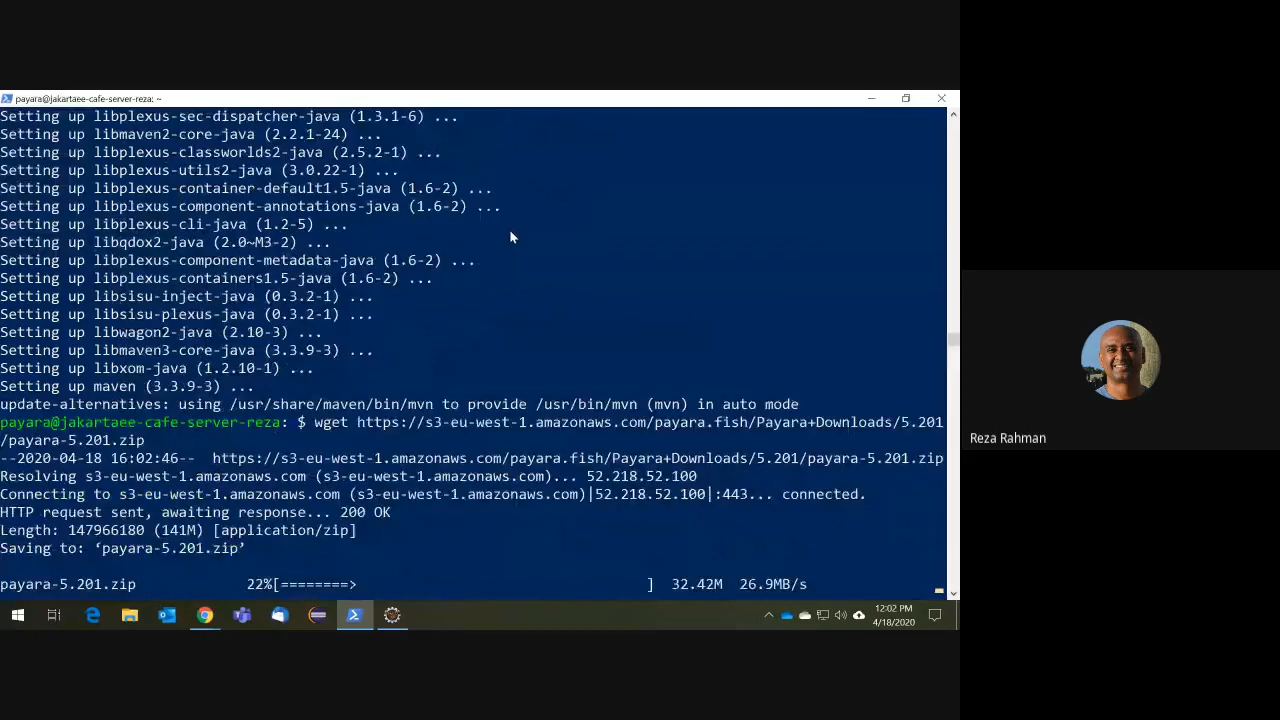 payara@jakartaee-cafe-server-reza: ~
Setting up libplexus-sec-dispatcher-java (1.3.1-6) ...
Setting up libmaven2-core-java (2.2.1-24) ...
Setting up libplexus-classworlds2-java (2.5.2-1) ...
Setting up libplexus-utils2-java (3.0.22-1) ...
Setting up libplexus-container-default1.5-java (1.6-2) ...
Setting up libplexus-component-annotations-java (1.6-2) ...
Setting up libplexus-cli-java (1.2-5) ...
Setting up libqdox2-java (2.0~M3-2) ...
Setting up libplexus-component-metadata-java (1.6-2) ...
Setting up libplexus-containers1.5-java (1.6-2) ...
Setting up libsisu-inject-java (0.3.2-1) ...
Setting up libsisu-plexus-java (0.3.2-1) ...
Setting up libwagon2-java (2.10-3) ...
Setting up libmaven3-core-java (3.3.9-3) ...
Setting up libxom-java (1.2.10-1) ...
Setting up maven (3.3.9-3) ...
update-alternatives: using /usr/share/maven/bin/mvn to provide /usr/bin/mvn (mvn) in auto mode
payara@jakartaee-cafe-server-reza: $ wget https://s3-eu-west-1.amazonaws.com/payara.fish/Payara+Downloads/5.201
/payara-5.201.zip
--2020-04-18 16:02:46-- https://s3-eu-west-1.amazonaws.com/payara.fish/Payara+Downloads/5.201/payara-5.201.zip
Resolving s3-eu-west-1.amazonaws.com (s3-eu-west-1.amazonaws.com)... 52.218.52.100
Connecting to s3-eu-west-1.amazonaws.com (s3-eu-west-1.amazonaws.com)|52.218.52.100|:443... connected.
HTTP request sent, awaiting response... 200 OK
Length: 147966180 (141M) [application/zip]
Saving to: ‘payara-5.201.zip’
payara-5.201.zip 22%[========> ] 32.42M 26.9MB/s
12:02 PM
4/18/2020
Reza Rahman